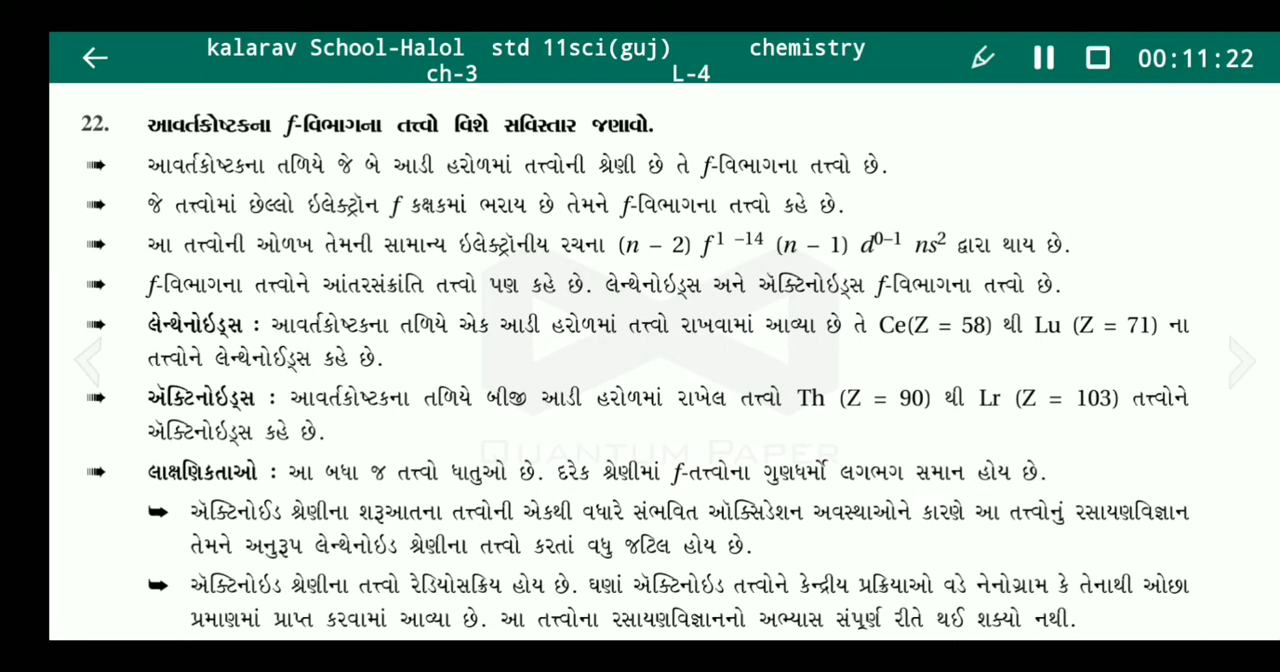 kalarav School-Halol std 11sci(guj) chemistry 00:11:22
ch-3 L-4
22. આવર્તકોષ્ટકના f-વિભાગના તત્ત્વો વિશે સવિસ્તાર જણાવો.
આવર્તકોષ્ટકના તળિયે જે બે આડી હરોળમાં તત્ત્વોની શ્રેણી છે તે f-વિભાગના તત્ત્વો છે.
જે તત્ત્વોમાં છેલ્લો ઇલેક્ટ્રૉન f કક્ષકમાં ભરાય છે તેમને f-વિભાગના તત્ત્વો કહે છે.
આ તત્ત્વોની ઓળખ તેમની સામાન્ય ઇલેક્ટ્રૉનીય રચના (n – 2) f¹ ⁻¹⁴ (n – 1) d⁰⁻¹ ns² દ્વારા થાય છે.
f-વિભાગના તત્ત્વોને આંતરસંક્રાંતિ તત્ત્વો પણ કહે છે. લેન્થેનોઇડ્સ અને ઍક્ટિનોઇડ્સ f-વિભાગના તત્ત્વો છે.
લેન્થેનોઇડ્સ : આવર્તકોષ્ટકના તળિયે એક આડી હરોળમાં તત્ત્વો રાખવામાં આવ્યા છે તે Ce(Z = 58) થી Lu (Z = 71) ના
તત્ત્વોને લેન્થેનોઈડ્સ કહે છે.
ઍક્ટિનોઇડ્સ : આવર્તકોષ્ટકના તળિયે બીજી આડી હરોળમાં રાખેલ તત્ત્વો Th (Z = 90) થી Lr (Z = 103) તત્ત્વોને
ઍક્ટિનોઇડ્સ કહે છે.
QUANTUM PAPER
લાક્ષણિકતાઓ : આ બધા જ તત્ત્વો ધાતુઓ છે. દરેક શ્રેણીમાં f-તત્ત્વોના ગુણધર્મો લગભગ સમાન હોય છે.
ઍક્ટિનોઈડ શ્રેણીના શરૂઆતના તત્ત્વોની એકથી વધારે સંભવિત ઑક્સિડેશન અવસ્થાઓને કારણે આ તત્ત્વોનું રસાયણવિજ્ઞાન
તેમને અનુરૂપ લેન્થેનોઇડ શ્રેણીના તત્ત્વો કરતાં વધુ જટિલ હોય છે.
ઍક્ટિનોઇડ શ્રેણીના તત્ત્વો રેડિયોસક્રિય હોય છે. ઘણાં ઍક્ટિનોઇડ તત્ત્વોને કેન્દ્રીય પ્રક્રિયાઓ વડે નેનોગ્રામ કે તેનાથી ઓછા
પ્રમાણમાં પ્રાપ્ત કરવામાં આવ્યા છે. આ તત્ત્વોના રસાયણવિજ્ઞાનનો અભ્યાસ સંપૂર્ણ રીતે થઈ શક્યો નથી.